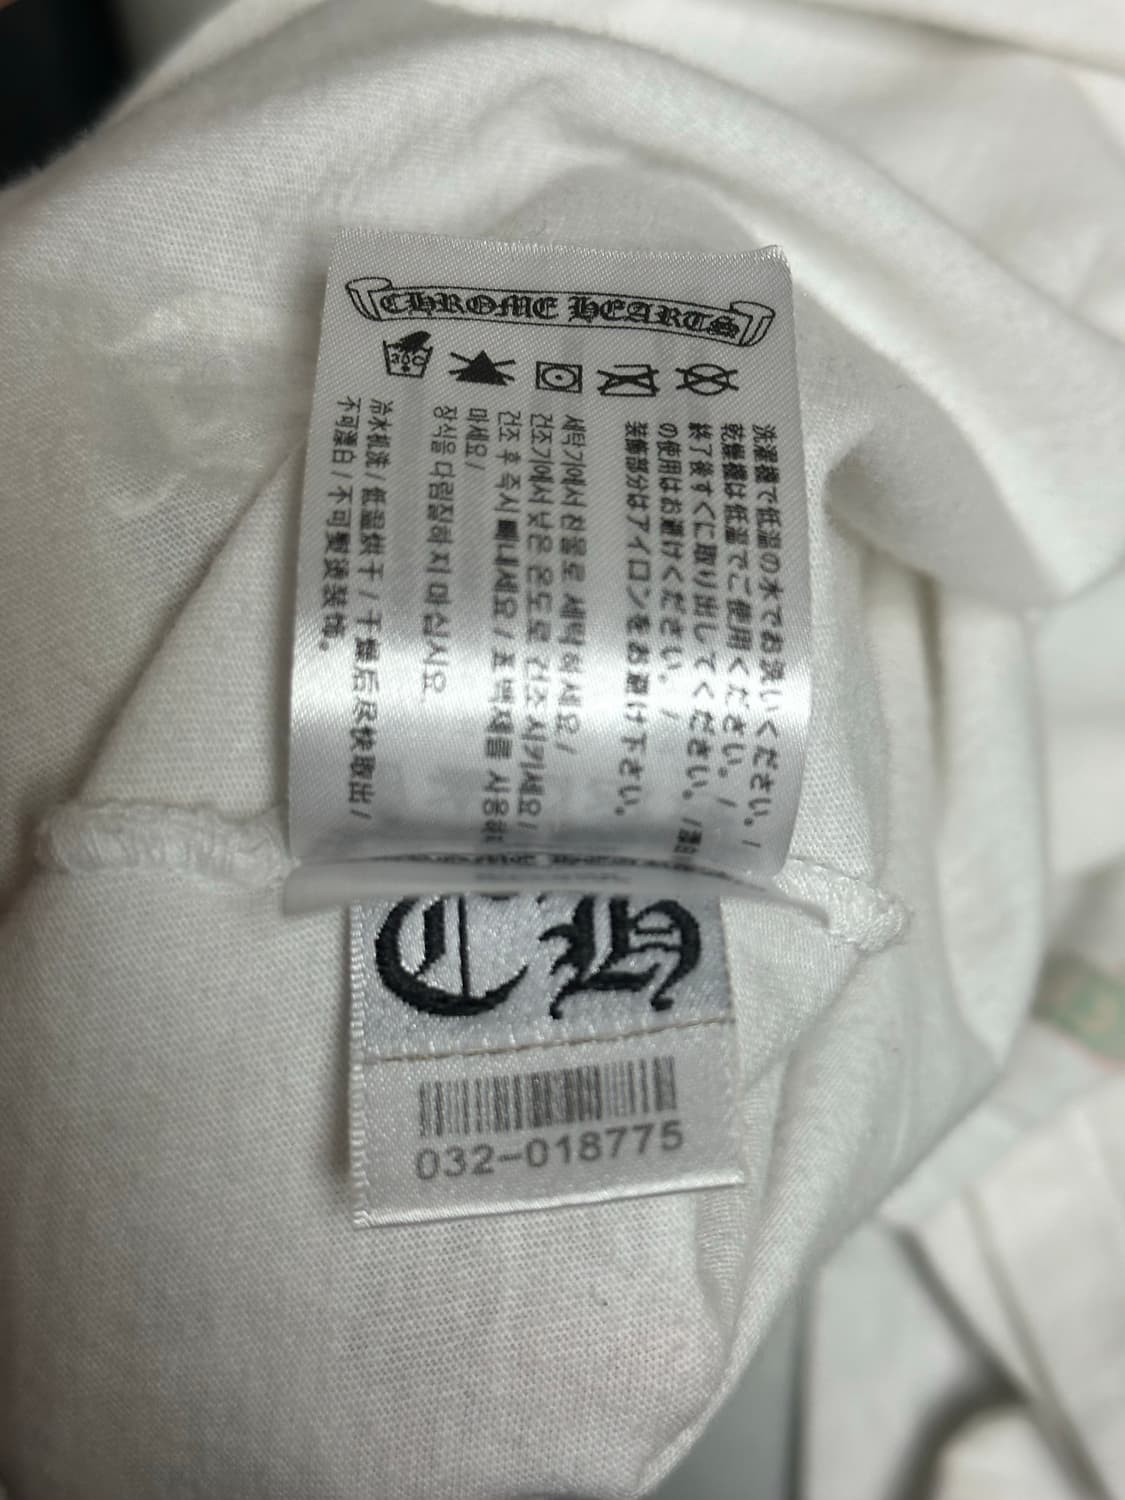 CHROME HEARTS
洗濯機で低温の水でお洗いください。/
乾燥機は低温でご使用ください。/
終了後すぐに取り出してください。/漂白
の使用はお避けください。/
装飾部分はアイロンをお避け下さい。
세탁기에서 찬물로 세탁하세요/
건조기에서 낮은 온도로 건조시키세요/
건조 후 즉시 빼내세요/표백제를 사용하
마세요/
장식을 다림질하지 마십시요
冷水机洗/低温烘干/干燥后尽快取出/
不可漂白/不可熨烫装饰。
CH
032-018775